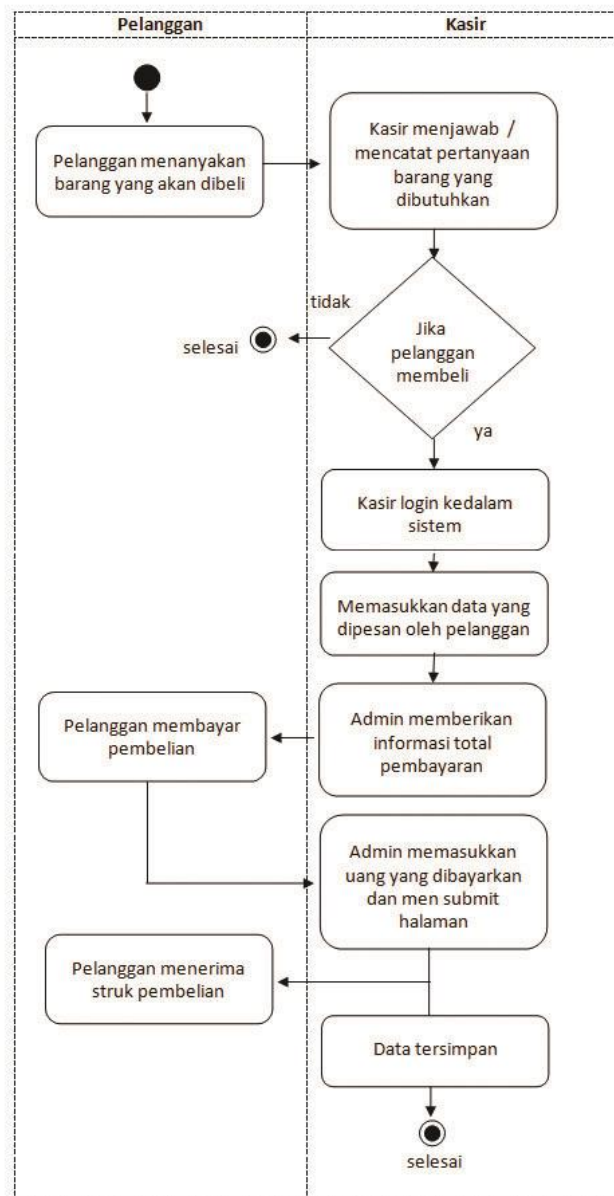 Pelanggan
Kasir
Pelanggan menanyakan
barang yang akan dibeli
Kasir menjawab /
mencatat pertanyaan
barang yang
dibutuhkan
tidak
selesai
Jika
pelanggan
membeli
ya
Kasir login kedalam
sistem
Memasukkan data yang
dipesan oleh pelanggan
Admin memberikan
informasi total
pembayaran
Pelanggan membayar
pembelian
Admin memasukkan
uang yang dibayarkan
dan men submit
halaman
Pelanggan menerima
struk pembelian
Data tersimpan
selesai